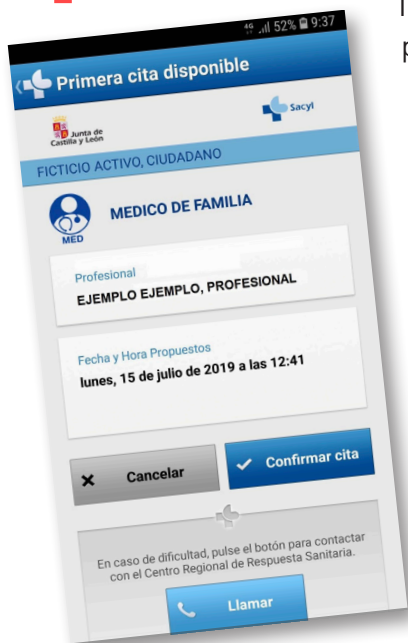 4G 52% 9:37
Primera cita disponible
Junta de
Castilla y León
Sacyl
FICTICIO ACTIVO, CIUDADANO
MED
MEDICO DE FAMILIA
Profesional
EJEMPLO EJEMPLO, PROFESIONAL
Fecha y Hora Propuestos
lunes, 15 de julio de 2019 a las 12:41
Cancelar
Confirmar cita
En caso de dificultad, pulse el botón para contactar
con el Centro Regional de Respuesta Sanitaria.
Llamar